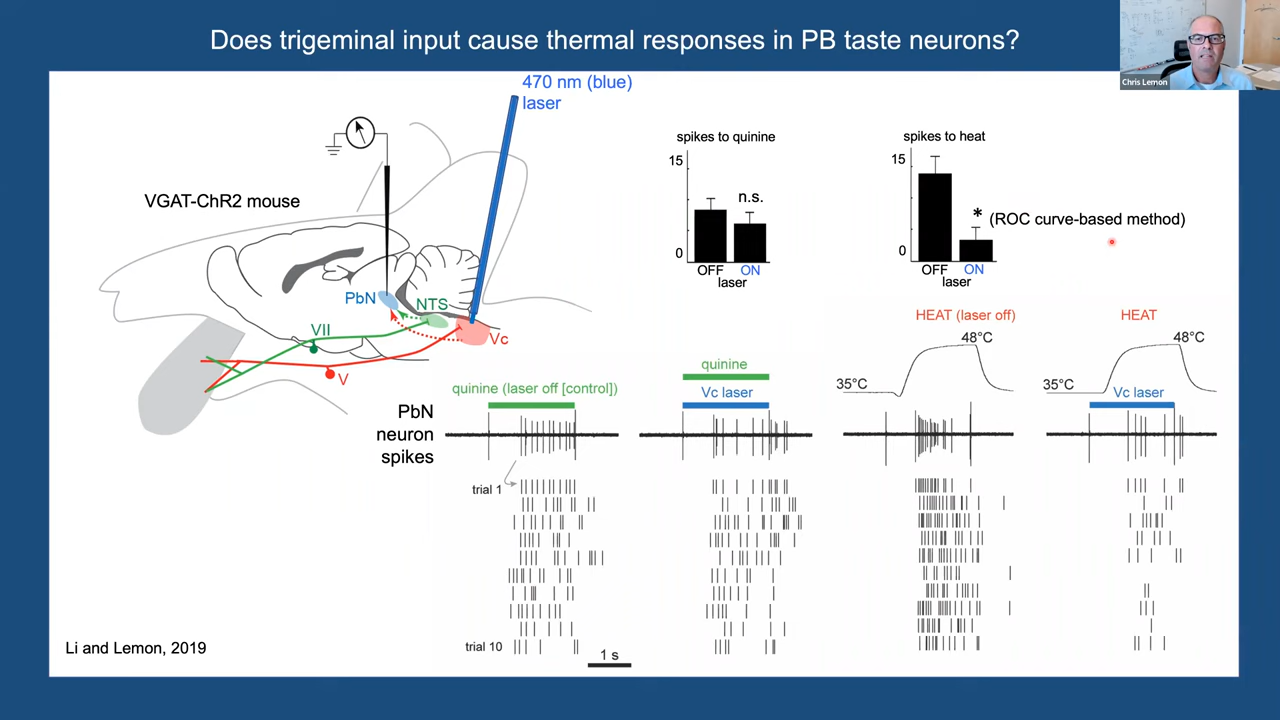 Does trigeminal input cause thermal responses in PB taste neurons?
Chris Lemon
470 nm (blue)
laser
VGAT-ChR2 mouse
PbN
NTS
Vc
VII
V
spikes to quinine
15
n.s.
0
OFF
ON
laser
spikes to heat
15
* (ROC curve-based method)
0
OFF
ON
laser
quinine (laser off [control])
quinine
Vc laser
HEAT (laser off)
48°C
35°C
HEAT
48°C
35°C
Vc laser
PbN
neuron
spikes
trial 1
trial 10
1 s
Li and Lemon, 2019